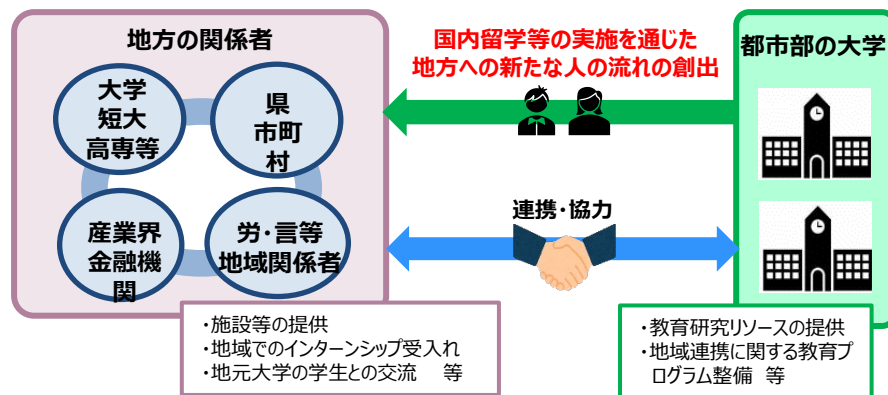 地方の関係者
大学
短大
高専等
県
市町
村
産業界
金融機
関
労・言等
地域関係者
・施設等の提供
・地域でのインターンシップ受入れ
・地元大学の学生との交流　等
国内留学等の実施を通じた
地方への新たな人の流れの創出
連携・協力
都市部の大学
・教育研究リソースの提供
・地域連携に関する教育プ
ログラム整備　等